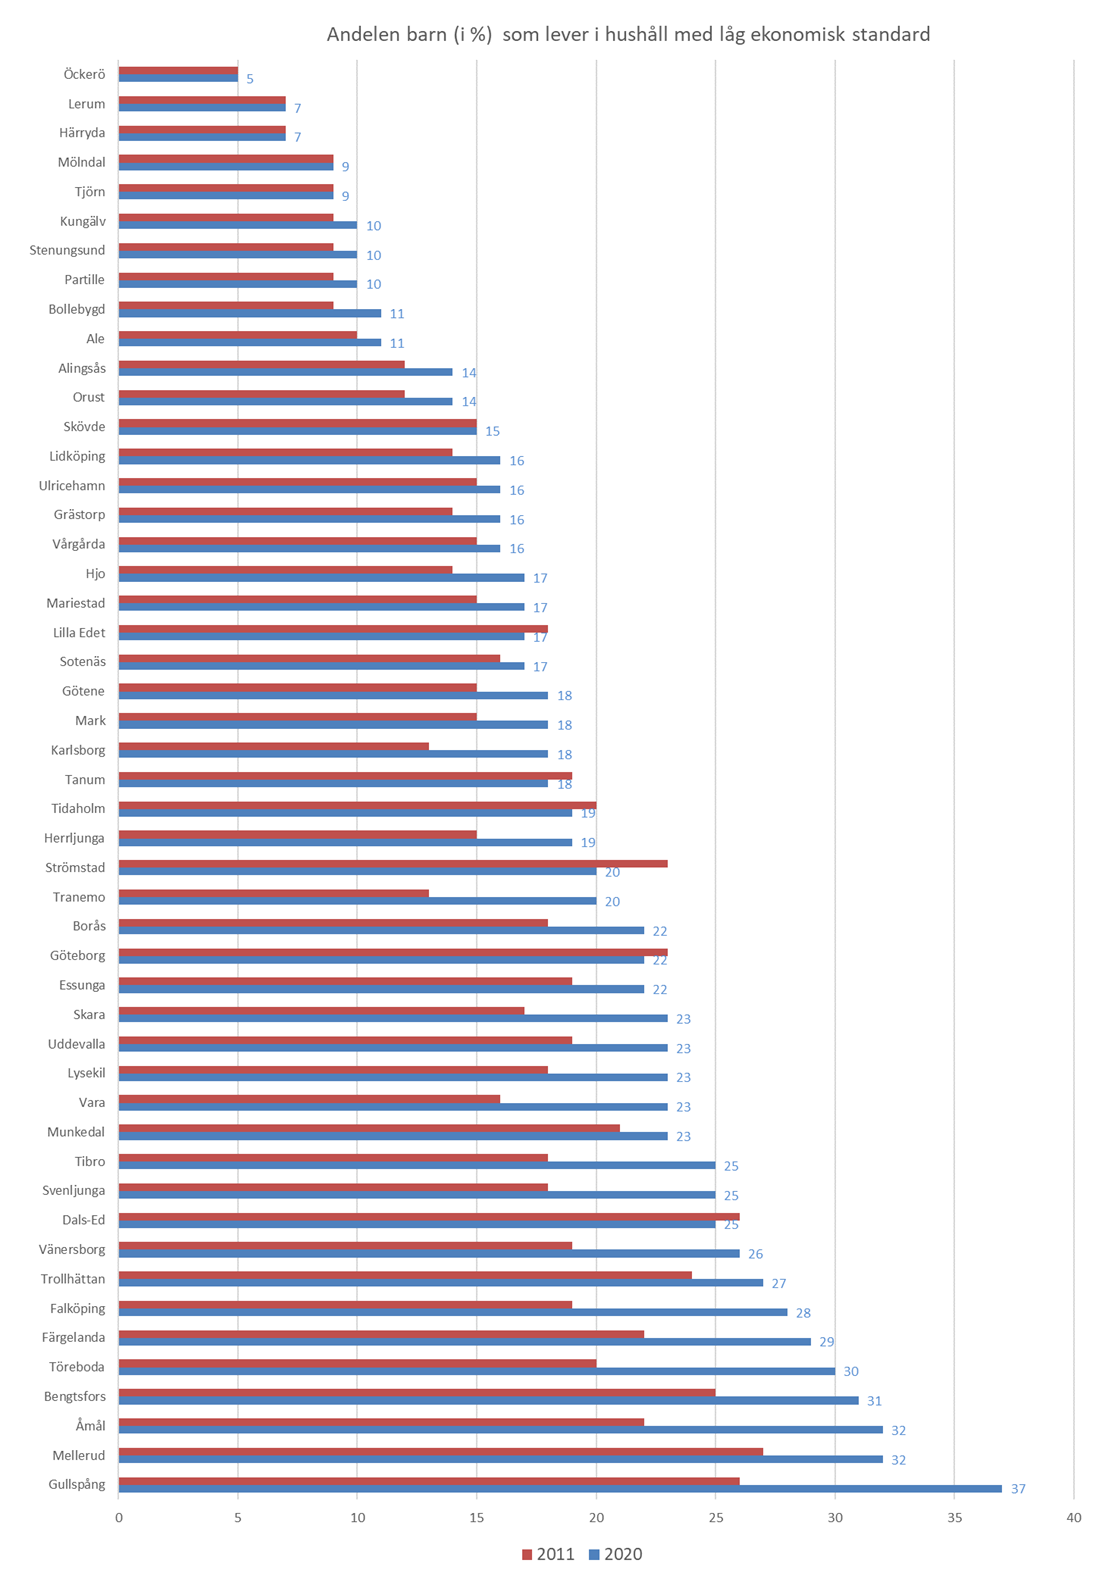 Andelen barn (i %) som lever i hushåll med låg ekonomisk standard
Öckerö 5
Lerum 7
Härryda 7
Mölndal 9
Tjörn 9
Kungälv 10
Stenungsund 10
Partille 10
Bollebygd 11
Ale 11
Alingsås 14
Orust 14
Skövde 15
Lidköping 16
Ulricehamn 16
Grästorp 16
Vårgårda 16
Hjo 17
Mariestad 17
Lilla Edet 17
Sotenäs 17
Götene 18
Mark 18
Karlsborg 18
Tanum 18
Tidaholm 19
Herrljunga 19
Strömstad 20
Tranemo 20
Borås 22
Göteborg 22
Essunga 22
Skara 23
Uddevalla 23
Lysekil 23
Vara 23
Munkedal 23
Tibro 25
Svenljunga 25
Dals-Ed 25
Vänersborg 26
Trollhättan 27
Falköping 28
Färgelanda 29
Töreboda 30
Bengtsfors 31
Åmål 32
Mellerud 32
Gullspång 37
0 5 10 15 20 25 30 35 40
2011 2020